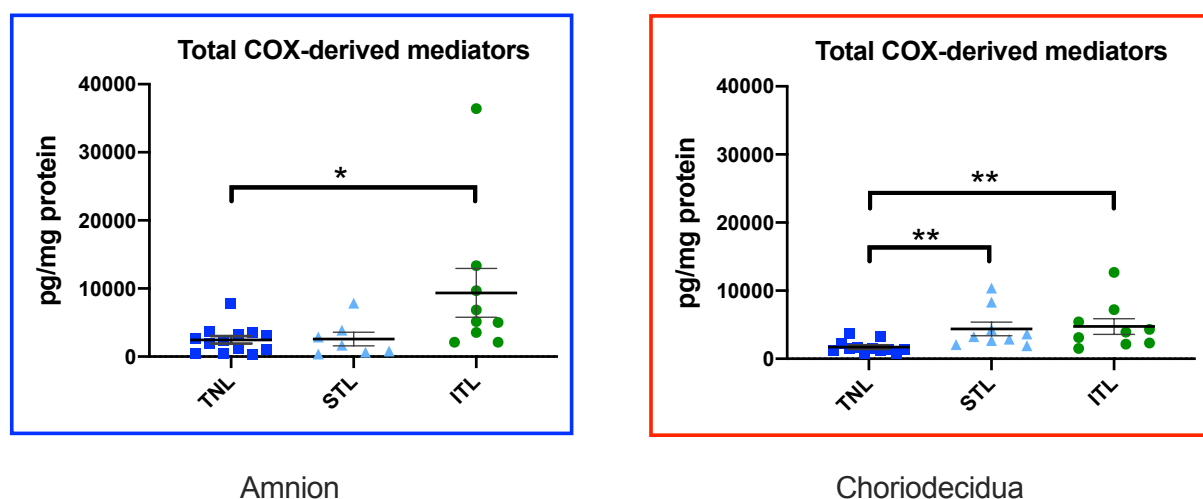 Total COX-derived mediators
pg/mg protein
40000
30000
20000
10000
0
*
TNL
STL
ITL
Amnion
Total COX-derived mediators
pg/mg protein
40000
30000
20000
10000
0
**
**
TNL
STL
ITL
Choriodecidua